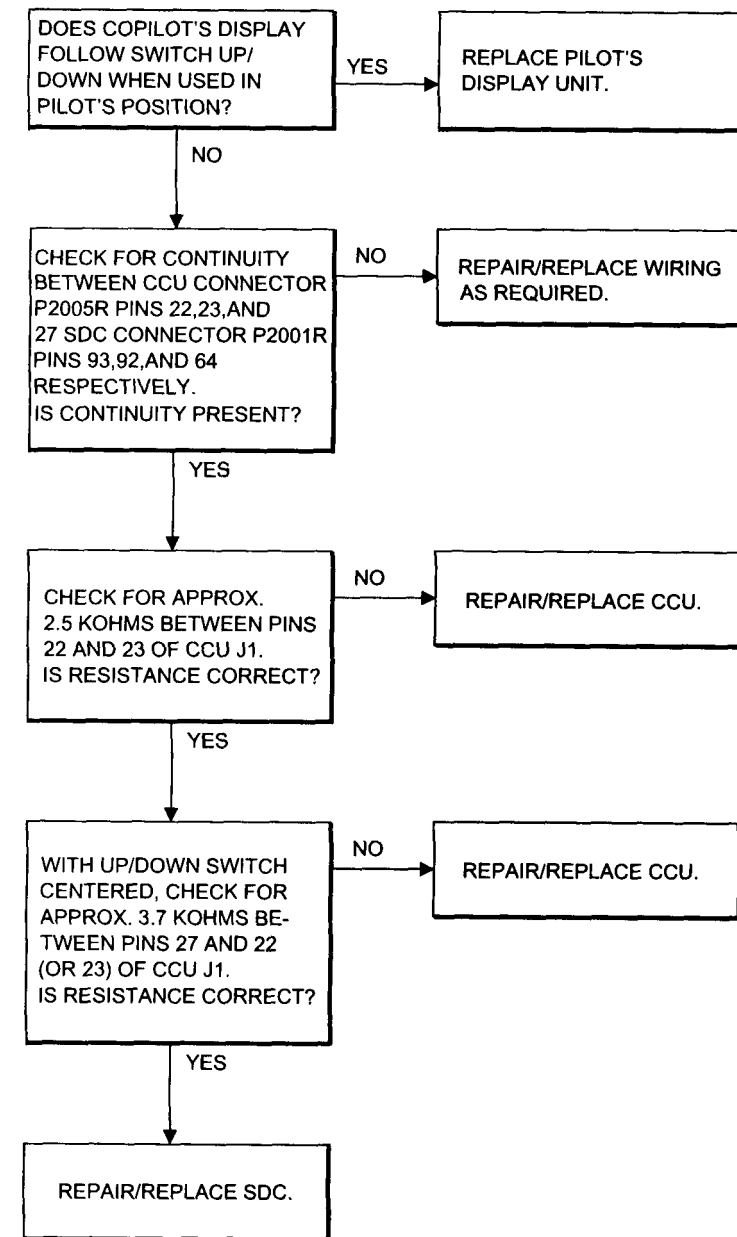 DOES COPILOT'S DISPLAY
FOLLOW SWITCH UP/
DOWN WHEN USED IN
PILOT'S POSITION?
YES
REPLACE PILOT'S
DISPLAY UNIT.
NO
CHECK FOR CONTINUITY
BETWEEN CCU CONNECTOR
P2005R PINS 22,23,AND
27 SDC CONNECTOR P2001R
PINS 93,92,AND 64
RESPECTIVELY.
IS CONTINUITY PRESENT?
NO
REPAIR/REPLACE WIRING
AS REQUIRED.
YES
CHECK FOR APPROX.
2.5 KOHMS BETWEEN PINS
22 AND 23 OF CCU J1.
IS RESISTANCE CORRECT?
NO
REPAIR/REPLACE CCU.
YES
WITH UP/DOWN SWITCH
CENTERED, CHECK FOR
APPROX. 3.7 KOHMS BE-
TWEEN PINS 27 AND 22
(OR 23) OF CCU J1.
IS RESISTANCE CORRECT?
NO
REPAIR/REPLACE CCU.
YES
REPAIR/REPLACE SDC.